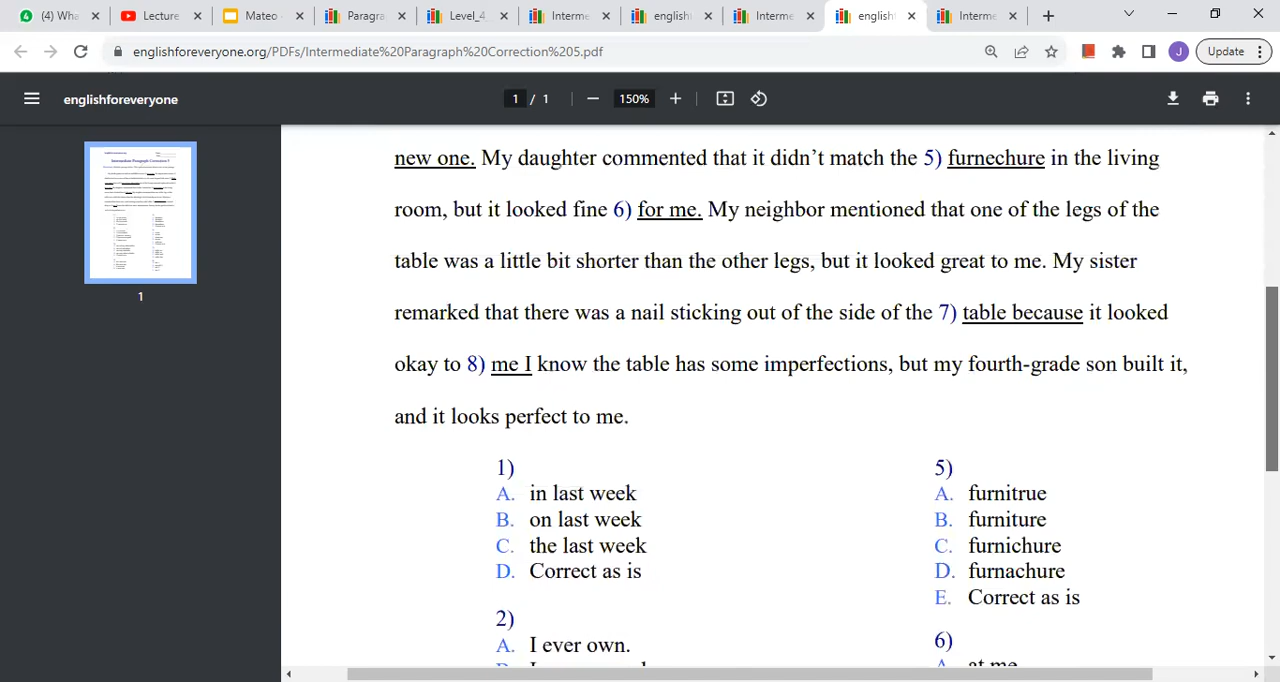 (4) Wha
Lecture
Mateo
Paragra
Level_4
Interme
english
Interme
english
Interme
englishforeveryone.org/PDFs/Intermediate%20Paragraph%20Correction%205.pdf
J
Update
englishforeveryone
1 / 1
150%
new one. My daughter commented that it didn't match the 5) furnechure in the living
room, but it looked fine 6) for me. My neighbor mentioned that one of the legs of the
table was a little bit shorter than the other legs, but it looked great to me. My sister
remarked that there was a nail sticking out of the side of the 7) table because it looked
okay to 8) me I know the table has some imperfections, but my fourth-grade son built it,
and it looks perfect to me.
1
1)
A. in last week
B. on last week
C. the last week
D. Correct as is
2)
A. I ever own.
5)
A. furnitrue
B. furniture
C. furnichure
D. furnachure
E. Correct as is
6)
A. at me